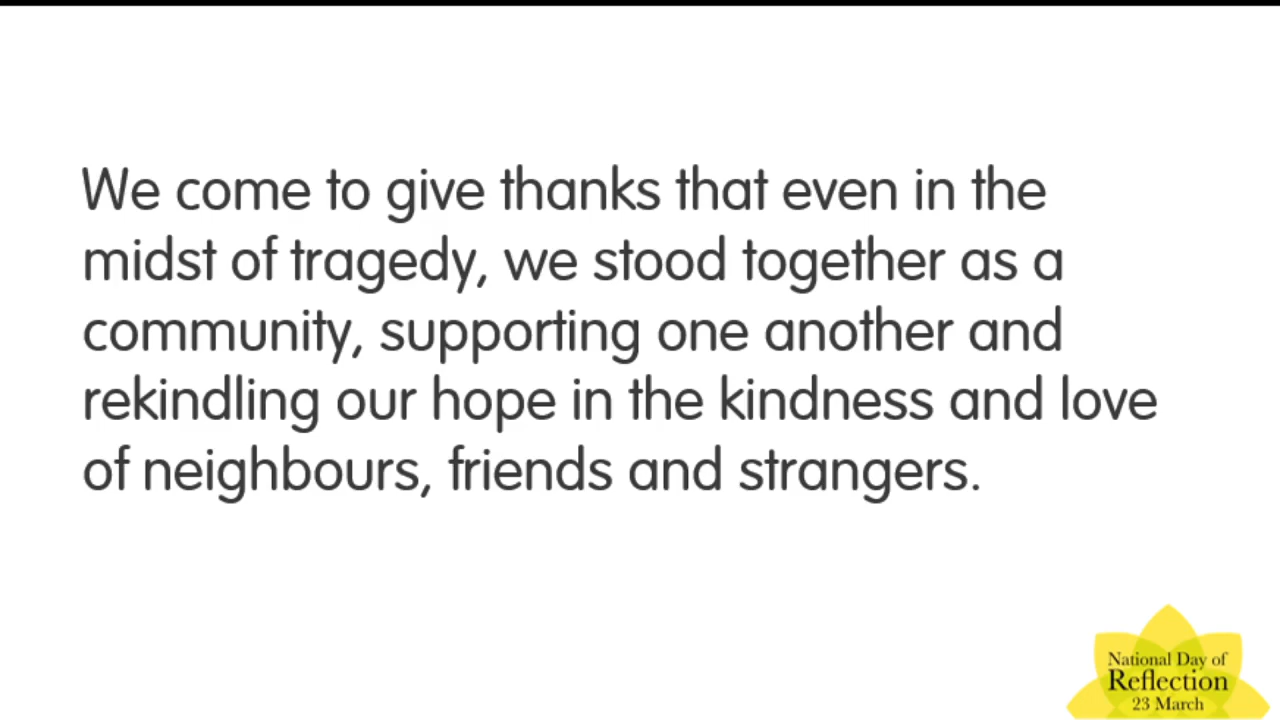 We come to give thanks that even in the
midst of tragedy, we stood together as a
community, supporting one another and
rekindling our hope in the kindness and love
of neighbours, friends and strangers.
National Day of
Reflection
23 March